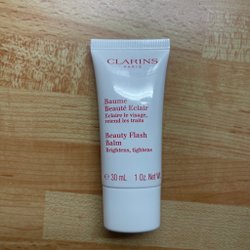 CLARINS
PARIS
Baume
Beauté Eclair
Eclaire le visage,
retend les traits
Beauty Flash
Balm
Brightens, tightens
℮ 30 mL 1 Oz. Net Wt.